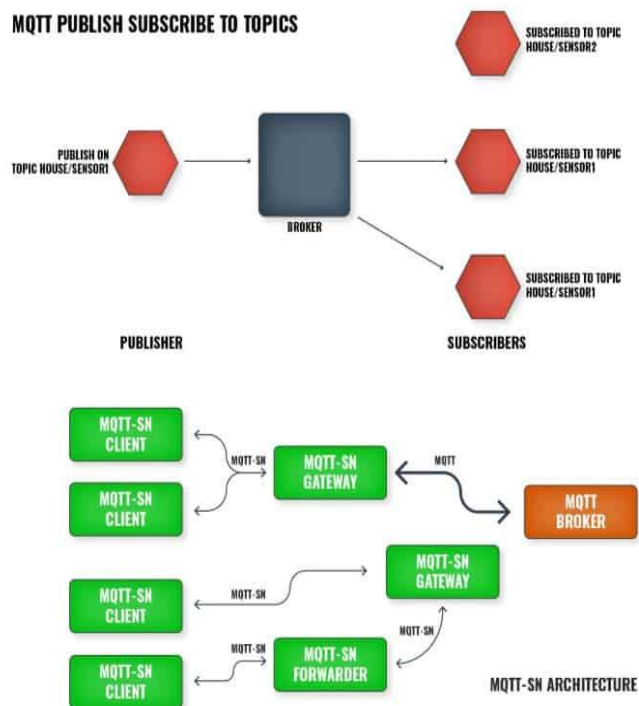 MQTT PUBLISH SUBSCRIBE TO TOPICS
SUBSCRIBED TO TOPIC
HOUSE/SENSOR2
PUBLISH ON
TOPIC HOUSE/SENSOR1
BROKER
SUBSCRIBED TO TOPIC
HOUSE/SENSOR1
SUBSCRIBED TO TOPIC
HOUSE/SENSOR1
PUBLISHER
SUBSCRIBERS
MQTT-SN
CLIENT
MQTT-SN
CLIENT
MQTT-SN
MQTT-SN
GATEWAY
MQTT
MQTT
BROKER
MQTT-SN
CLIENT
MQTT-SN
MQTT-SN
GATEWAY
MQTT-SN
CLIENT
MQTT-SN
MQTT-SN
FORWARDER
MQTT-SN
MQTT-SN ARCHITECTURE